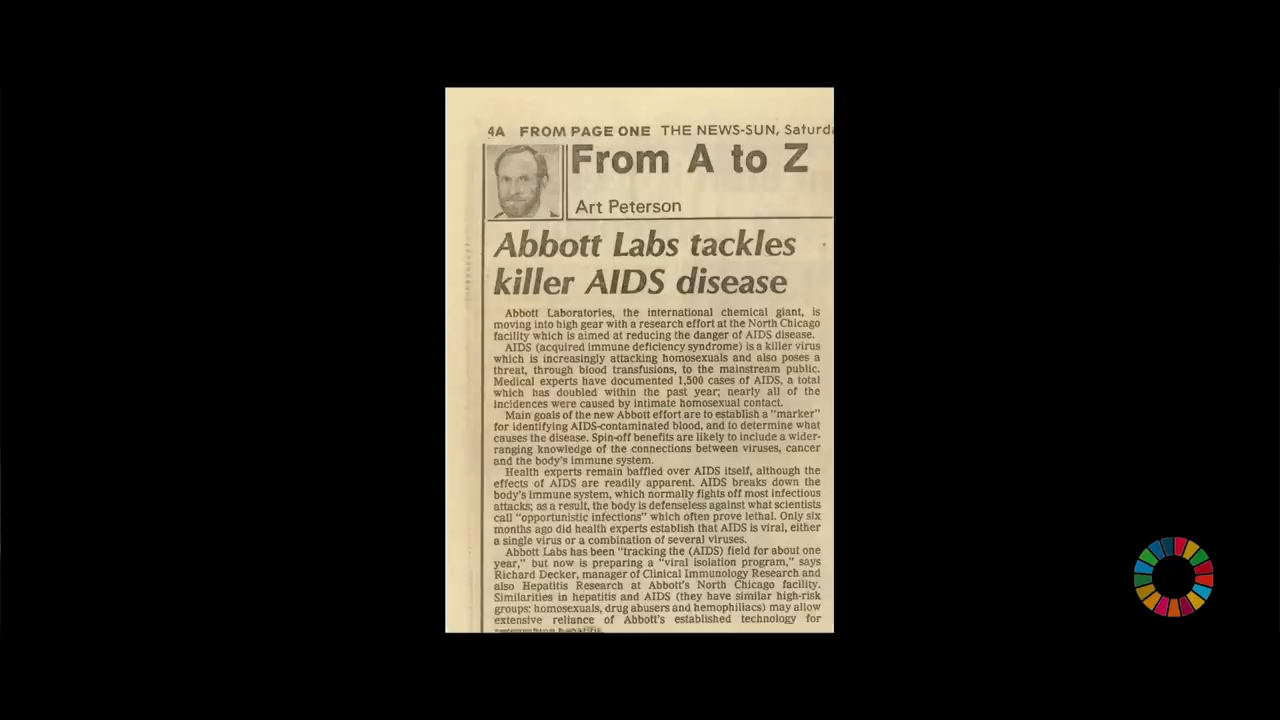 4A FROM PAGE ONE THE NEWS-SUN,
From A to Z
Art Peterson
Abbott Labs tackles
killer AIDS disease
Abbott Laboratories, the international chemical giant, is
moving into high gear with a research effort at the North Chicago
facility which is aimed at reducing the danger of AIDS disease.
AIDS (acquired immune deficiency syndrome) is a killer virus
which is increasingly attacking homosexuals and also poses a
threat, through blood transfusions, to the mainstream public.
Medical experts have documented 1,500 cases of AIDS, a total
which has doubled within the past year; nearly all of the
incidences were caused by intimate homosexual contact.
Main goals of the new Abbott effort are to establish a "marker"
for identifying AIDS-contaminated blood, and to determine what
causes the disease. Spin-off benefits are likely to include a wider-
ranging knowledge of the connections between viruses, cancer
and the body's immune system.
Health experts remain baffled over AIDS itself, although the
effects of AIDS are readily apparent. AIDS breaks down the
body's immune system, which normally fights off most infectious
attacks; as a result, the body is defenseless against what scientists
call "opportunistic infections" which often prove lethal. Only six
months ago did health experts establish that AIDS is viral, either
a single virus or a combination of several viruses.
Abbott Labs has been "tracking the (AIDS) field for about one
year," but now is preparing a "viral isolation program," says
Richard Decker, manager of Clinical Immunology Research and
also Hepatitis Research at Abbott's North Chicago facility.
Similarities in hepatitis and AIDS (they have similar high-risk
groups: homosexuals, drug abusers and hemophiliacs) may allow
extensive reliance of Abbott's established technology for